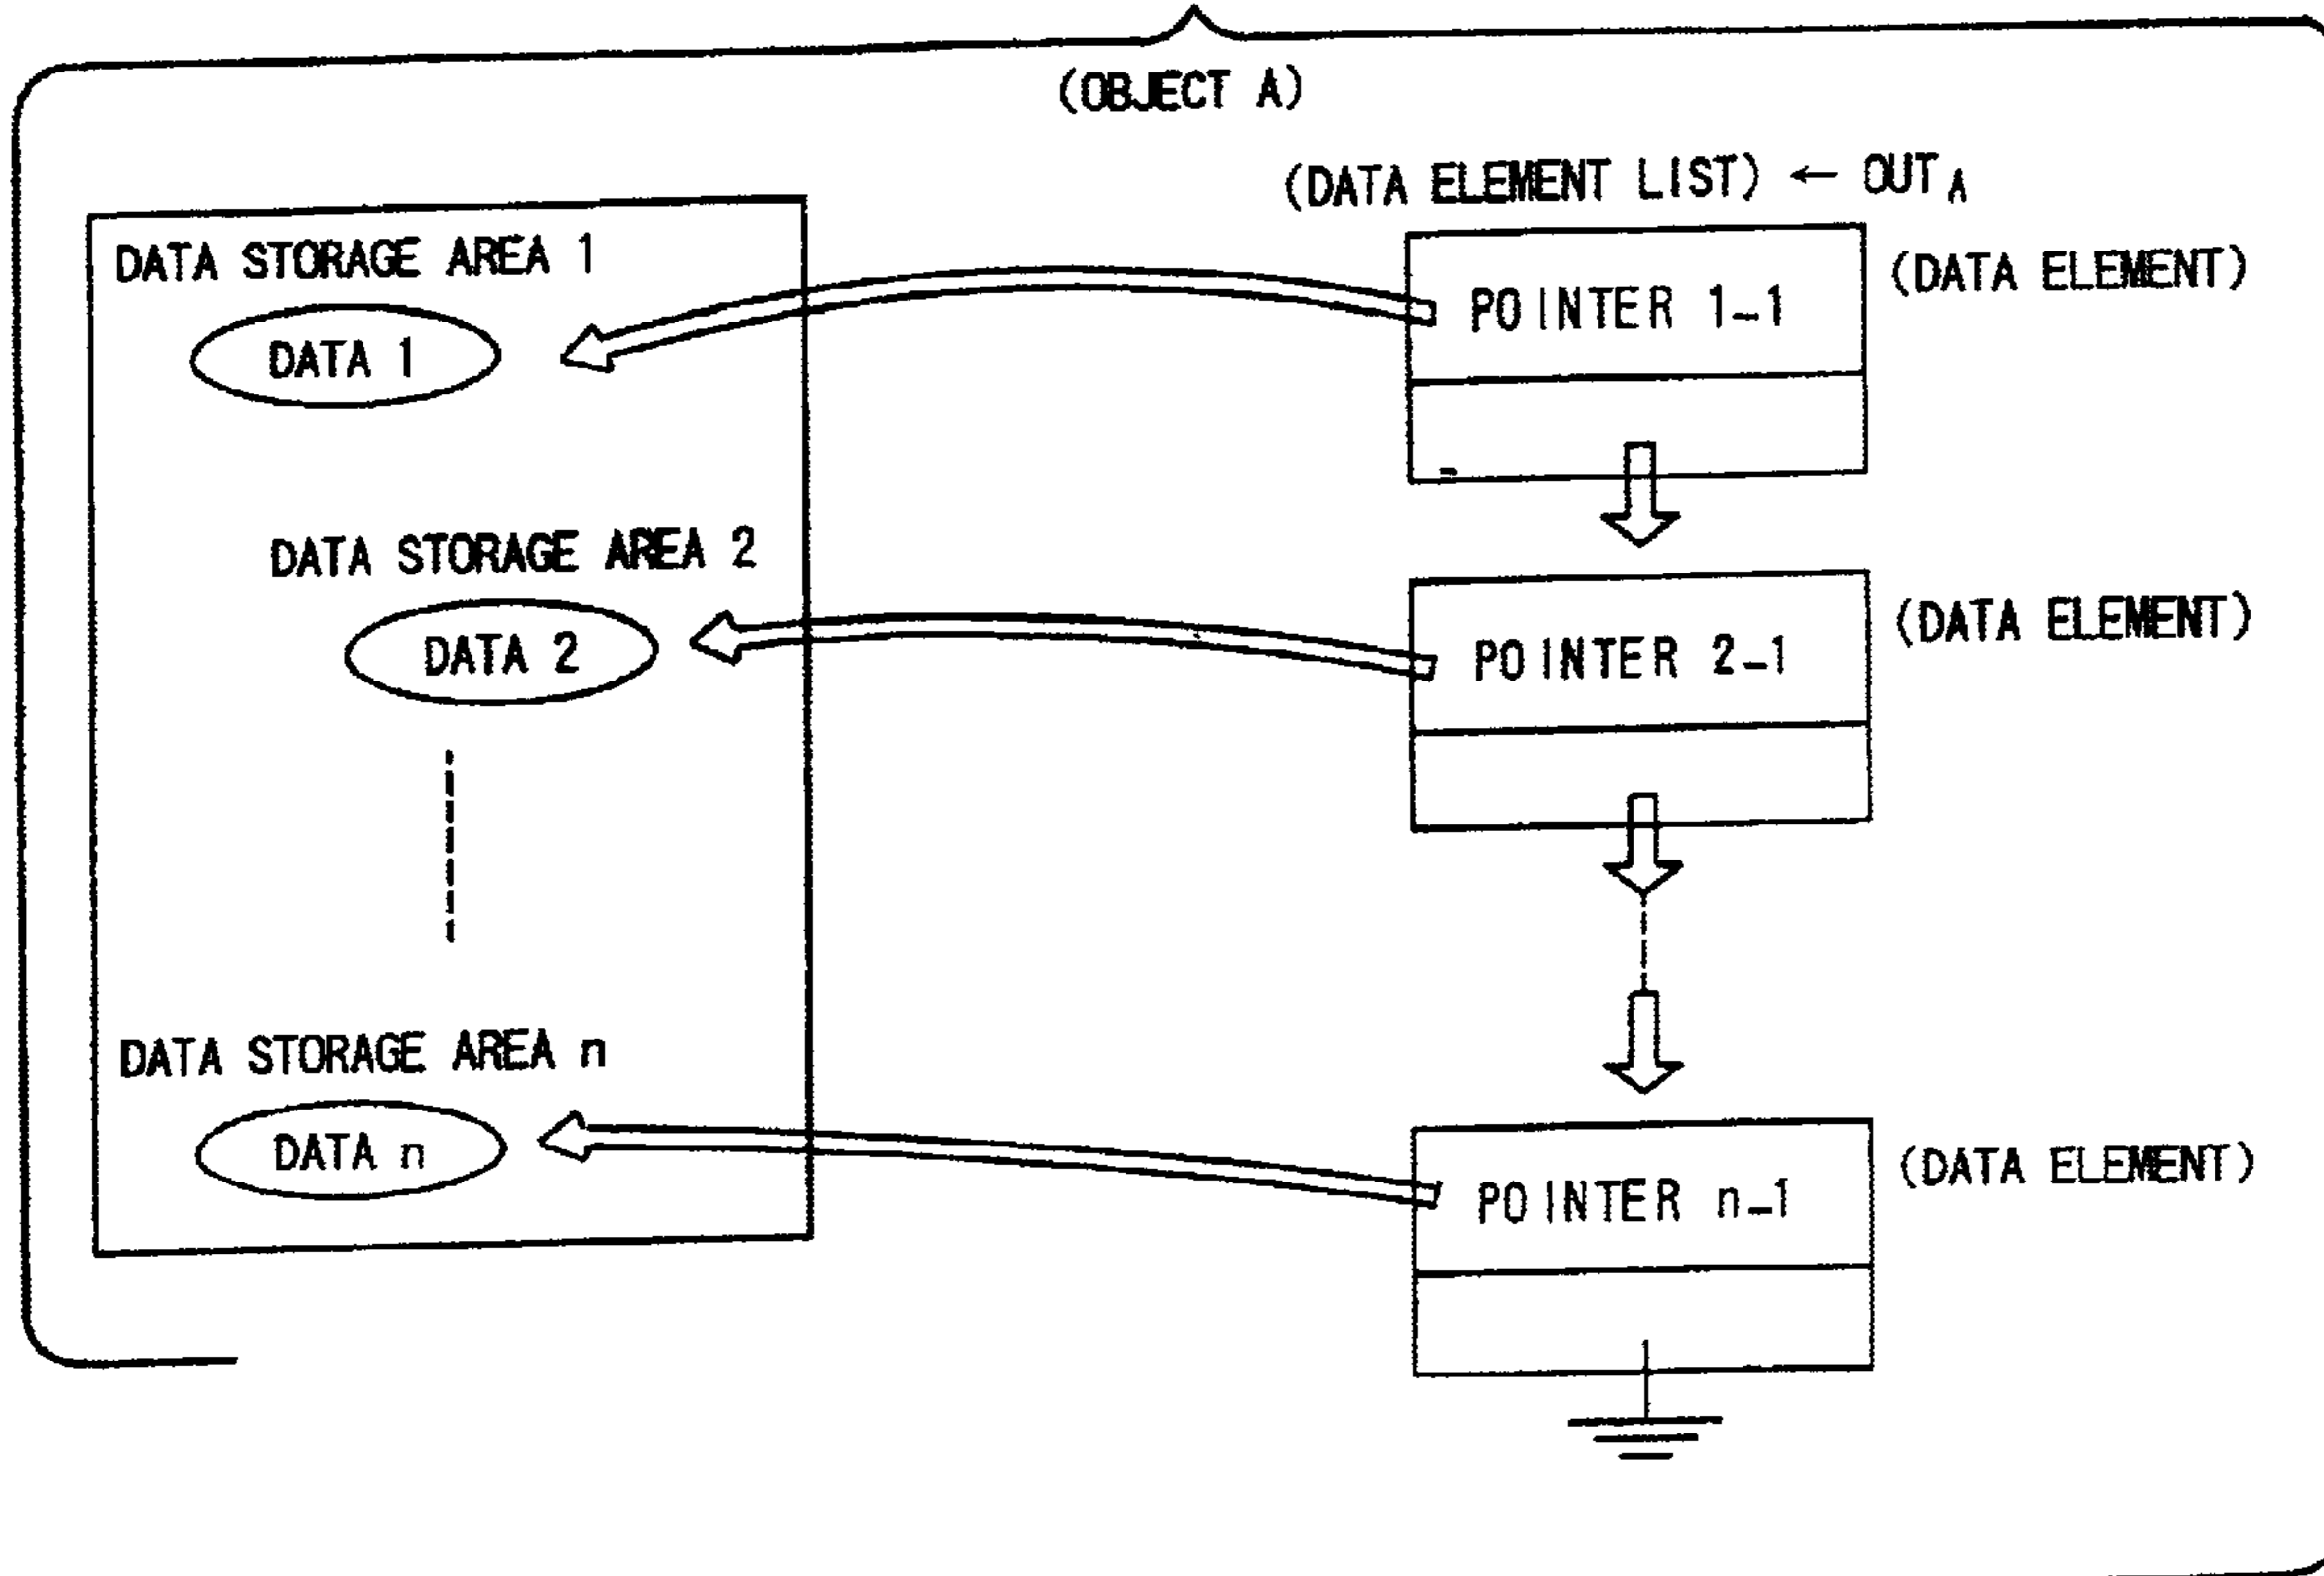 (OBJECT A)
(DATA ELEMENT LIST) ← OUT A
DATA STORAGE AREA 1
DATA 1
POINTER 1-1
(DATA ELEMENT)
DATA STORAGE AREA 2
DATA 2
POINTER 2-1
(DATA ELEMENT)
DATA STORAGE AREA n
DATA n
POINTER n-1
(DATA ELEMENT)